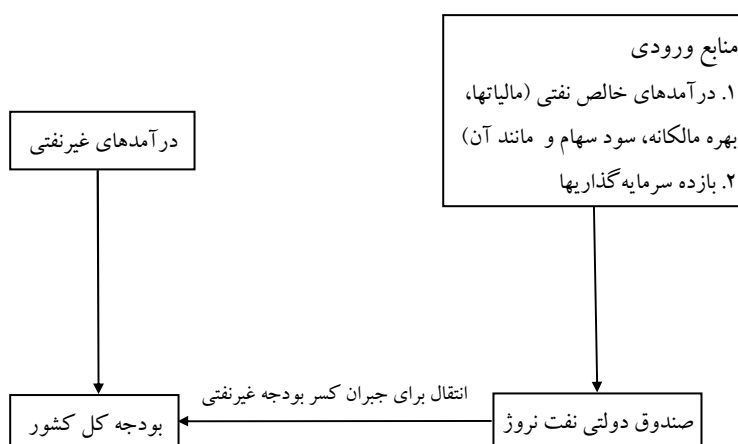 منابع ورودی
۱. درآمدهای خالص نفتی (مالیاتها،
بهره مالکانه، سود سهام و مانند آن)
۲. بازده سرمایه‌گذاریها
درآمدهای غیرنفتی
انتقال برای جبران کسر بودجه غیرنفتی
صندوق دولتی نفت نروژ
بودجه کل کشور